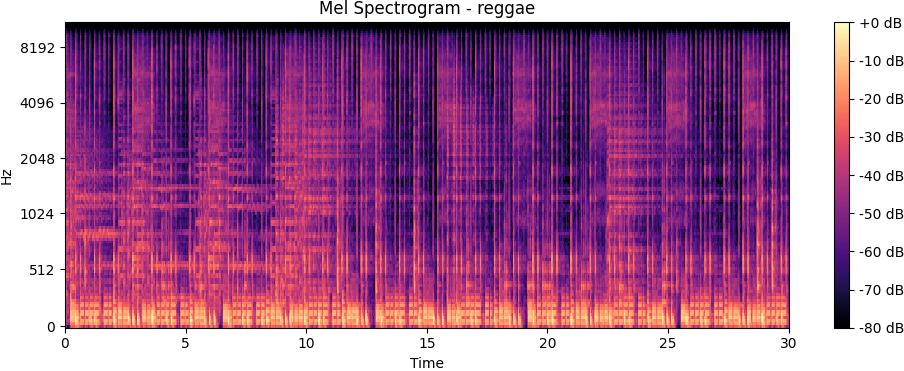 Mel Spectrogram - reggae
Hz
8192
4096
2048
1024
512
0
0 5 10 15 20 25 30
Time
+0 dB
-10 dB
-20 dB
-30 dB
-40 dB
-50 dB
-60 dB
-70 dB
-80 dB